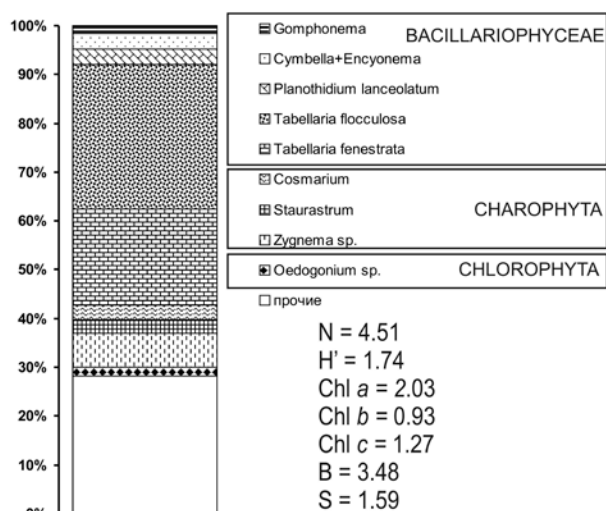 100%
90%
80%
70%
60%
50%
40%
30%
20%
10%
0%
Gomphonema
BACILLARIOPHYCEAE
Cymbella+Encyonema
Planothidium lanceolatum
Tabellaria flocculosa
Tabellaria fenestrata
Cosmarium
Staurastrum
CHAROPHYTA
Zygnema sp.
Oedogonium sp.
CHLOROPHYTA
прочие
N = 4.51
H' = 1.74
Chl a = 2.03
Chl b = 0.93
Chl c = 1.27
B = 3.48
S = 1.59